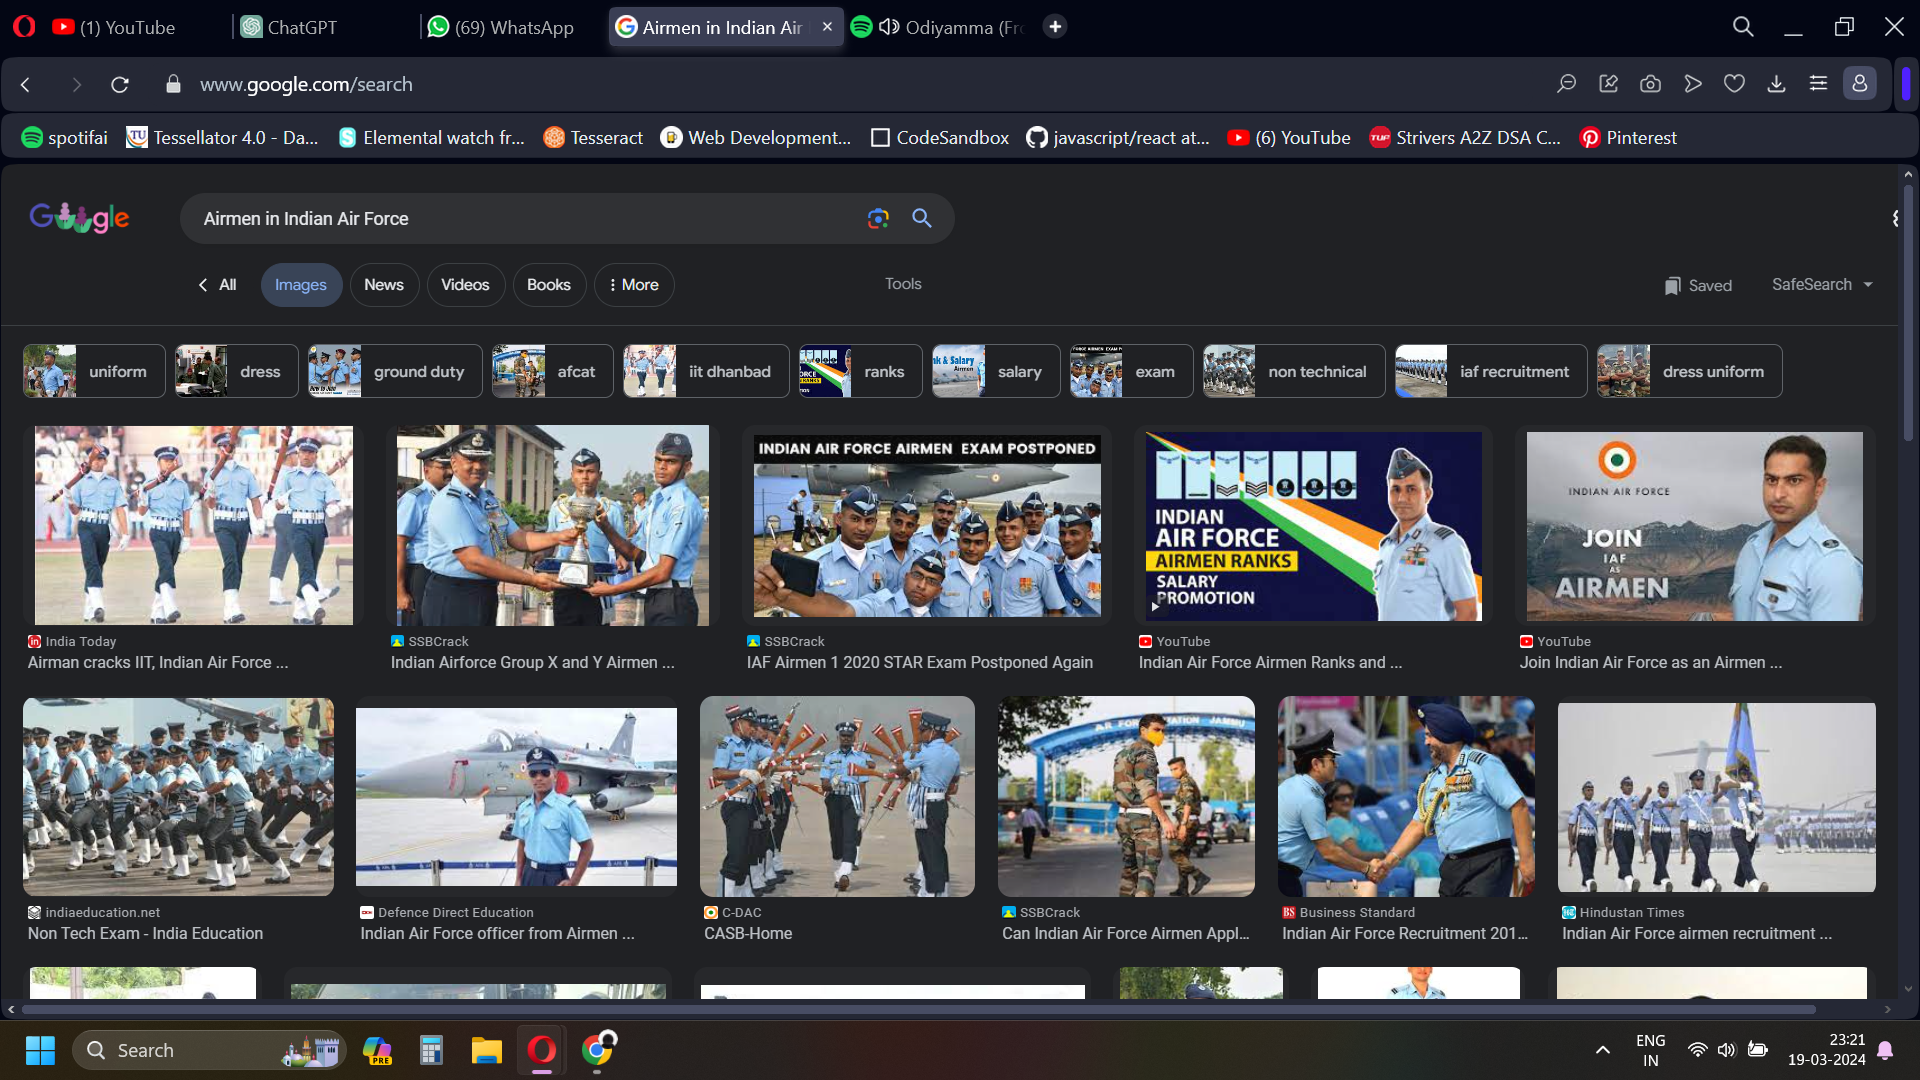 (1) YouTube
ChatGPT
(69) WhatsApp
Airmen in Indian Air
Odiyamma (Fr
www.google.com/search
spotifai
Tessellator 4.0 - Da...
Elemental watch fr...
Tesseract
Web Development...
CodeSandbox
javascript/react at...
(6) YouTube
TUF
Strivers A2Z DSA C...
Pinterest
Google
Airmen in Indian Air Force
All
Images
News
Videos
Books
More
Tools
Saved
SafeSearch
uniform
dress
ground duty
afcat
iit dhanbad
ranks
salary
exam
non technical
iaf recruitment
dress uniform
INDIAN AIR FORCE AIRMEN EXAM POSTPONED
INDIAN
AIR FORCE
AIRMEN RANKS
SALARY
PROMOTION
INDIAN AIR FORCE
JOIN
IAF
AS
AIRMEN
India Today
Airman cracks IIT, Indian Air Force ...
SSBCrack
Indian Airforce Group X and Y Airmen ...
SSBCrack
IAF Airmen 1 2020 STAR Exam Postponed Again
YouTube
Indian Air Force Airmen Ranks and ...
YouTube
Join Indian Air Force as an Airmen ...
AIR FORCE STATION JAMMU
indiaeducation.net
Non Tech Exam - India Education
Defence Direct Education
Indian Air Force officer from Airmen ...
C-DAC
CASB-Home
SSBCrack
Can Indian Air Force Airmen Appl...
BS
Business Standard
Indian Air Force Recruitment 201...
Hindustan Times
Indian Air Force airmen recruitment ...
Search
PRE
ENG
IN
23:21
19-03-2024